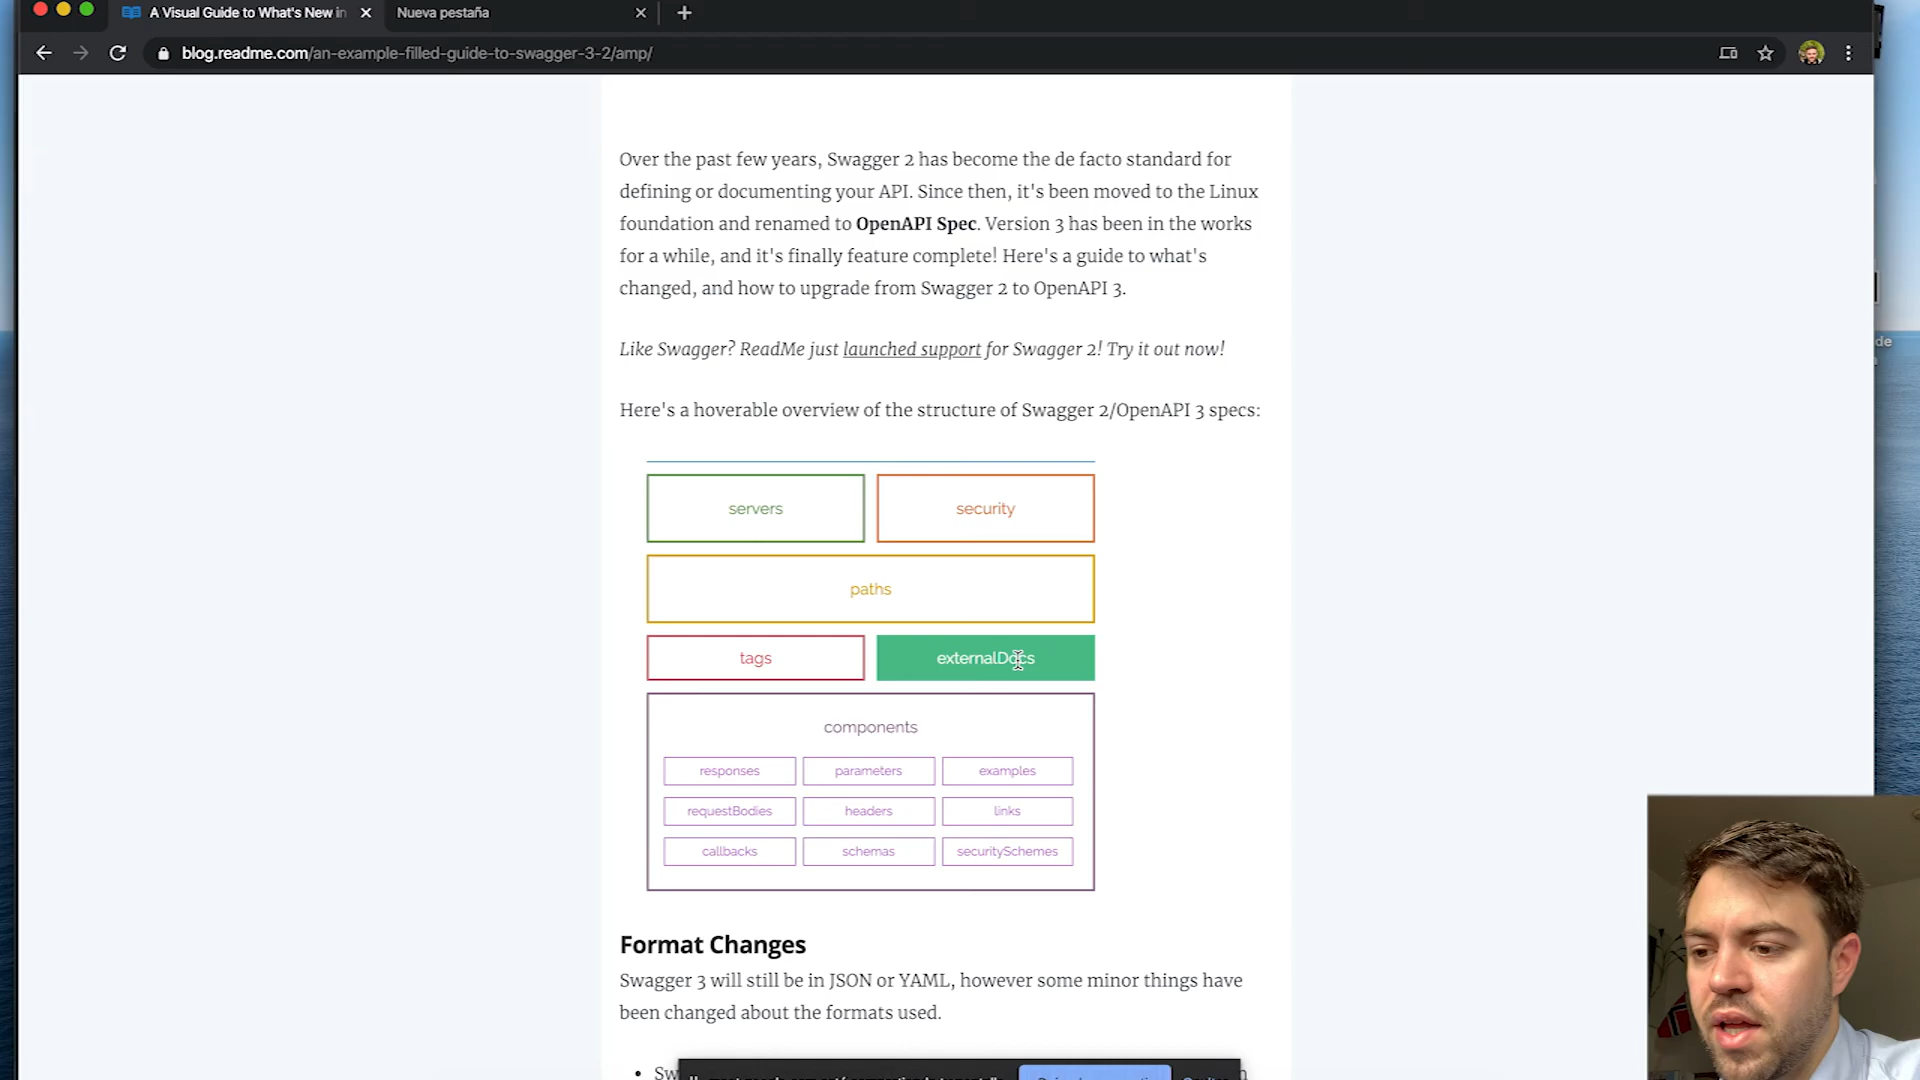 A Visual Guide to What's New in
Nueva pestaña
blog.readme.com/an-example-filled-guide-to-swagger-3-2/amp/
Over the past few years, Swagger 2 has become the de facto standard for
defining or documenting your API. Since then, it's been moved to the Linux
foundation and renamed to OpenAPI Spec. Version 3 has been in the works
for a while, and it's finally feature complete! Here's a guide to what's
changed, and how to upgrade from Swagger 2 to OpenAPI 3.
Like Swagger? ReadMe just launched support for Swagger 2! Try it out now!
Here's a hoverable overview of the structure of Swagger 2/OpenAPI 3 specs:
servers
security
paths
tags
externalDocs
components
responses
parameters
examples
requestBodies
headers
links
callbacks
schemas
securitySchemes
Format Changes
Swagger 3 will still be in JSON or YAML, however some minor things have
been changed about the formats used.
• Sw
de